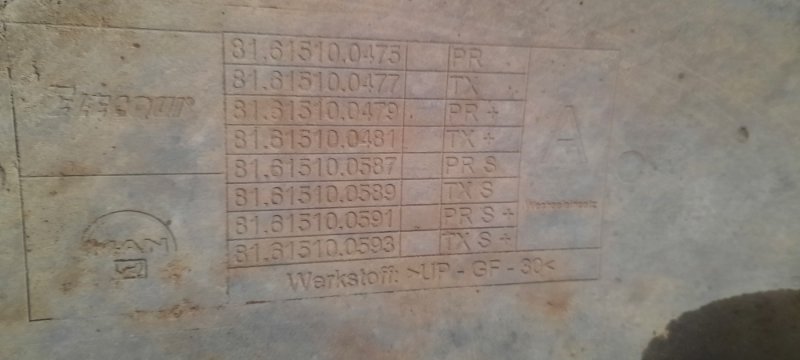 81.61510.0475 PR
81.61510.0477 TX
81.61510.0479 PR +
81.61510.0481 TX +
81.61510.0587 PR S
81.61510.0589 TX S
81.61510.0591 PR S +
81.61510.0593 TX S +
A
MAN
Werkstoff: >UP - GF - 30<